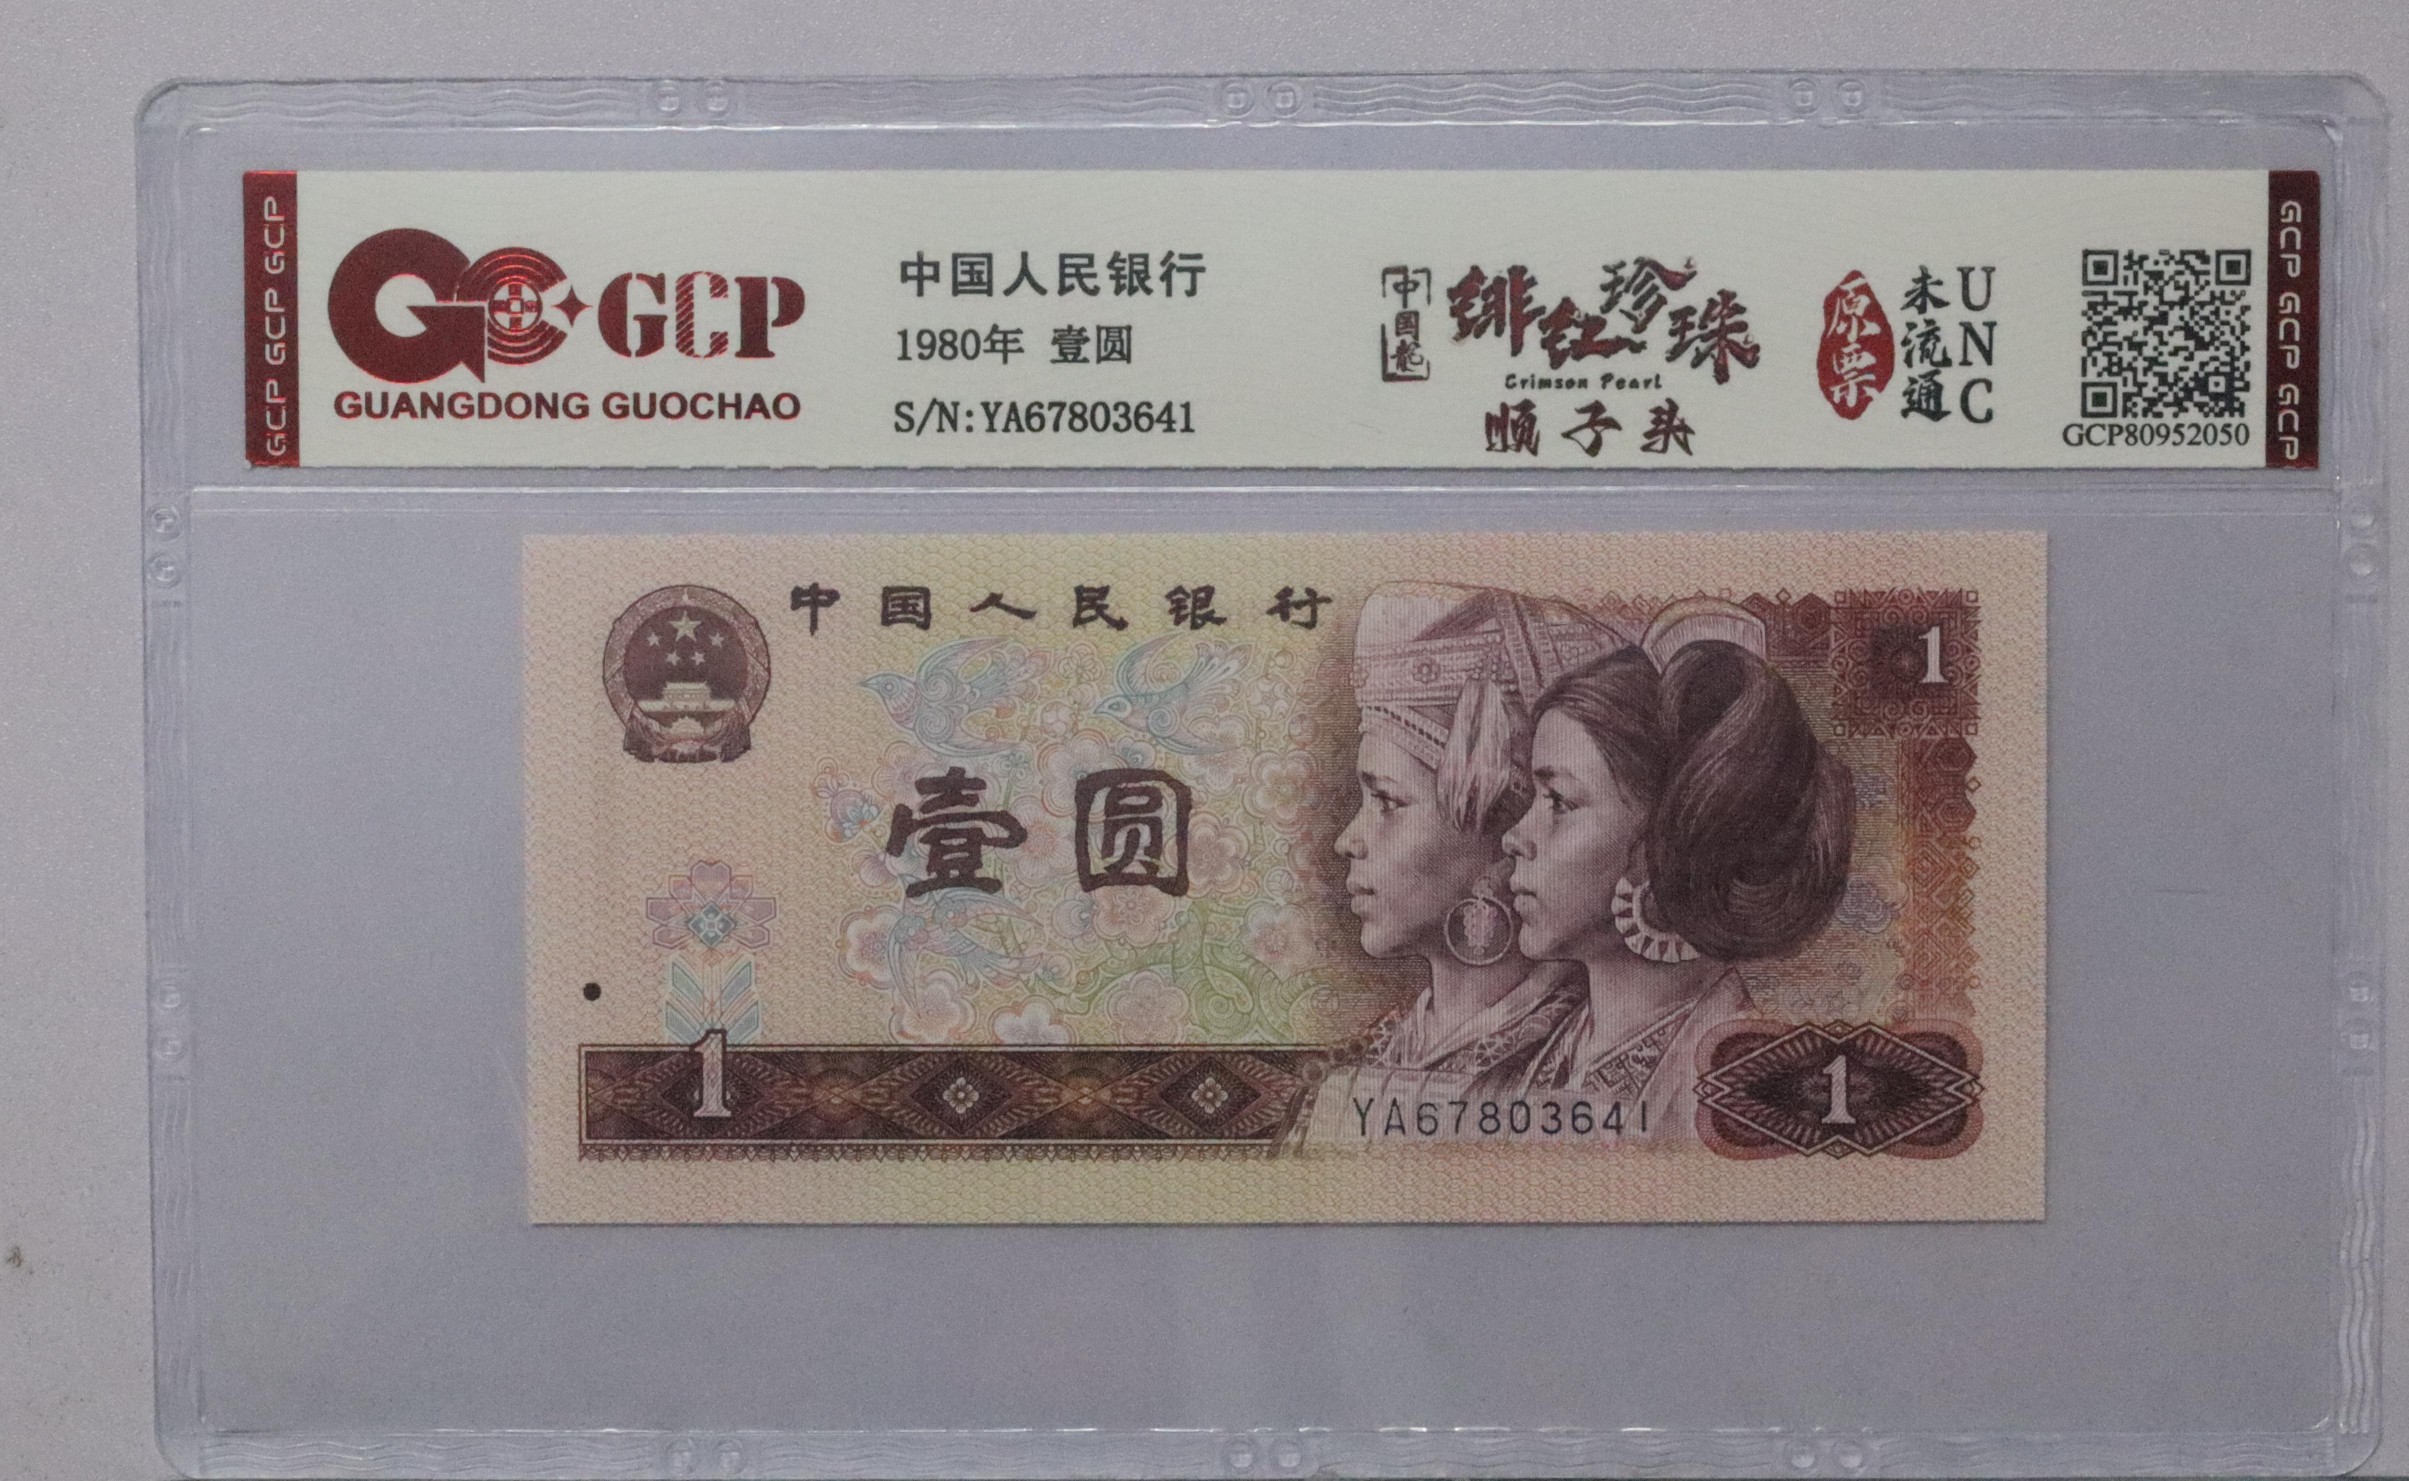 GCP GCP GCP
GCP
GUANGDONG GUOCHAO
中国人民银行
1980年 壹圆
S/N:YA67803641
中国龍
绯红珍珠
Crimson Pearl
顺子头
原票
未流通
UNC
GCP80952050
GCP GCP GCP
中国人民银行
1
壹圆
1
YA67803641
1